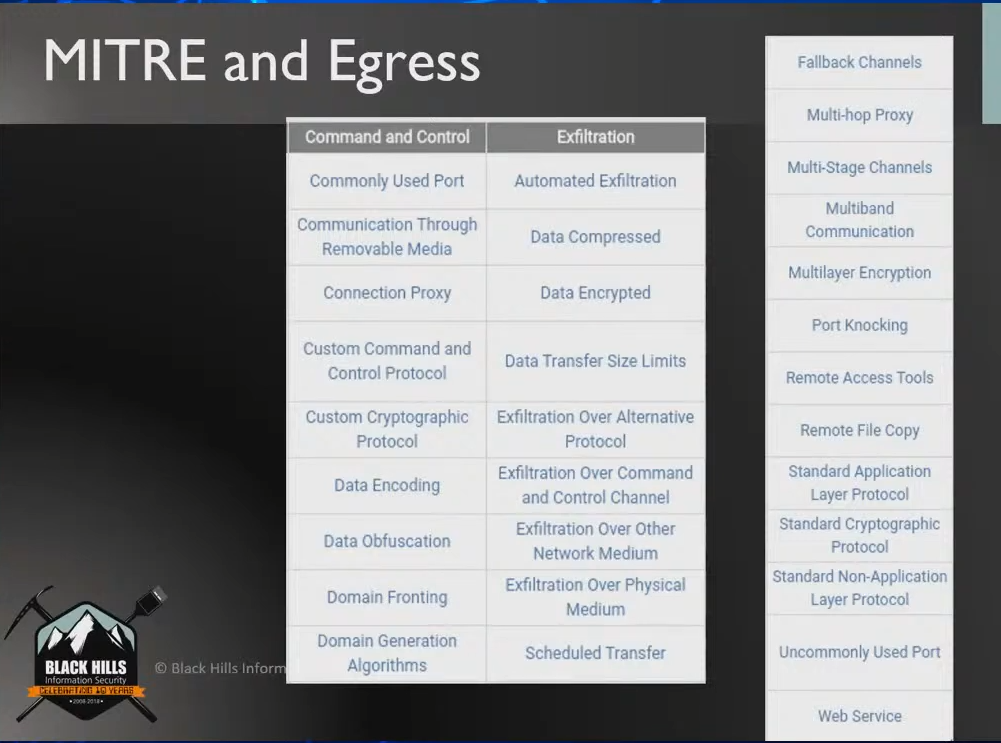 MITRE and Egress
Command and Control
Exfiltration
Commonly Used Port
Automated Exfiltration
Communication Through
Removable Media
Data Compressed
Connection Proxy
Data Encrypted
Custom Command and
Control Protocol
Data Transfer Size Limits
Custom Cryptographic
Protocol
Exfiltration Over Alternative
Protocol
Data Encoding
Exfiltration Over Command
and Control Channel
Data Obfuscation
Exfiltration Over Other
Network Medium
Domain Fronting
Exfiltration Over Physical
Medium
Domain Generation
Algorithms
Scheduled Transfer
Fallback Channels
Multi-hop Proxy
Multi-Stage Channels
Multiband
Communication
Multilayer Encryption
Port Knocking
Remote Access Tools
Remote File Copy
Standard Application
Layer Protocol
Standard Cryptographic
Protocol
Standard Non-Application
Layer Protocol
Uncommonly Used Port
Web Service
BLACK HILLS
Information Security
CELEBRATION 10 YEARS
•2008-2018•
© Black Hills Inform